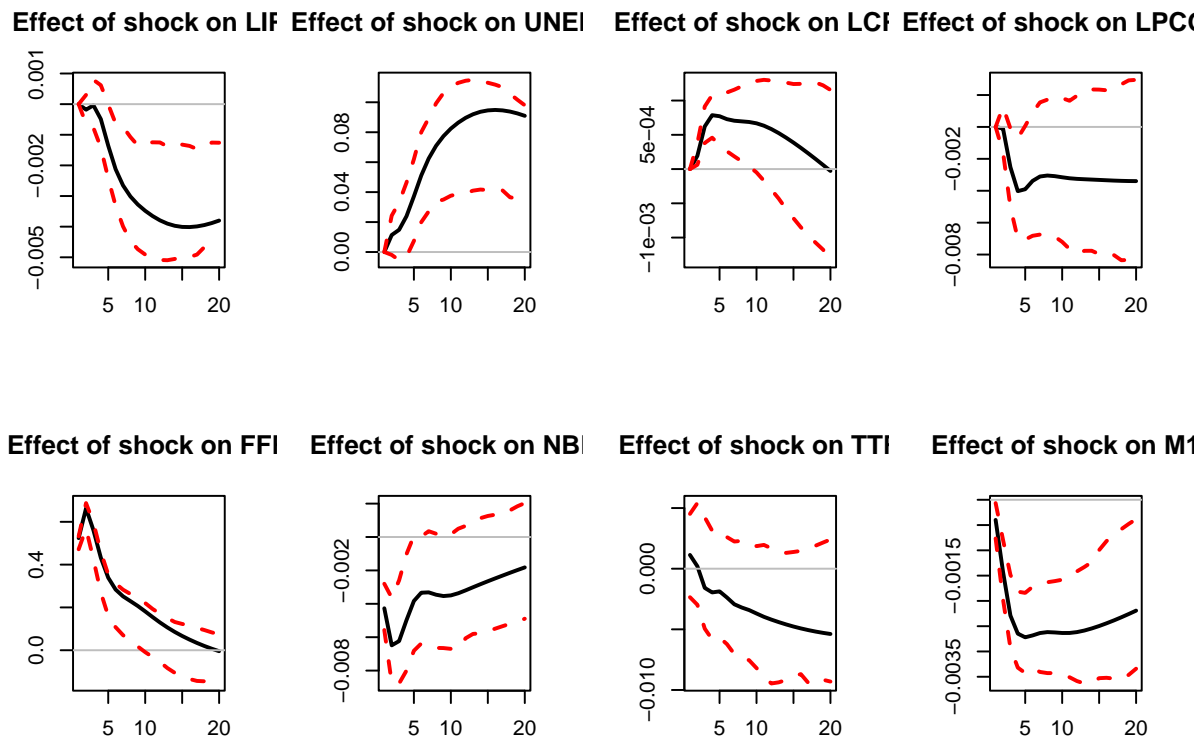 Effect of shock on LIP
Effect of shock on UNEI
Effect of shock on LCF
Effect of shock on LPCC
0.001
-0.002
-0.005
5 10 20
0.00 0.04 0.08
5 10 20
-1e-03 5e-04
5 10 20
-0.008 -0.002
5 10 20
Effect of shock on FFI
Effect of shock on NBI
Effect of shock on TTF
Effect of shock on M1
0.0 0.4
5 10 20
-0.008 -0.002
5 10 20
-0.010 0.000
5 10 20
-0.0035 -0.0015
5 10 20